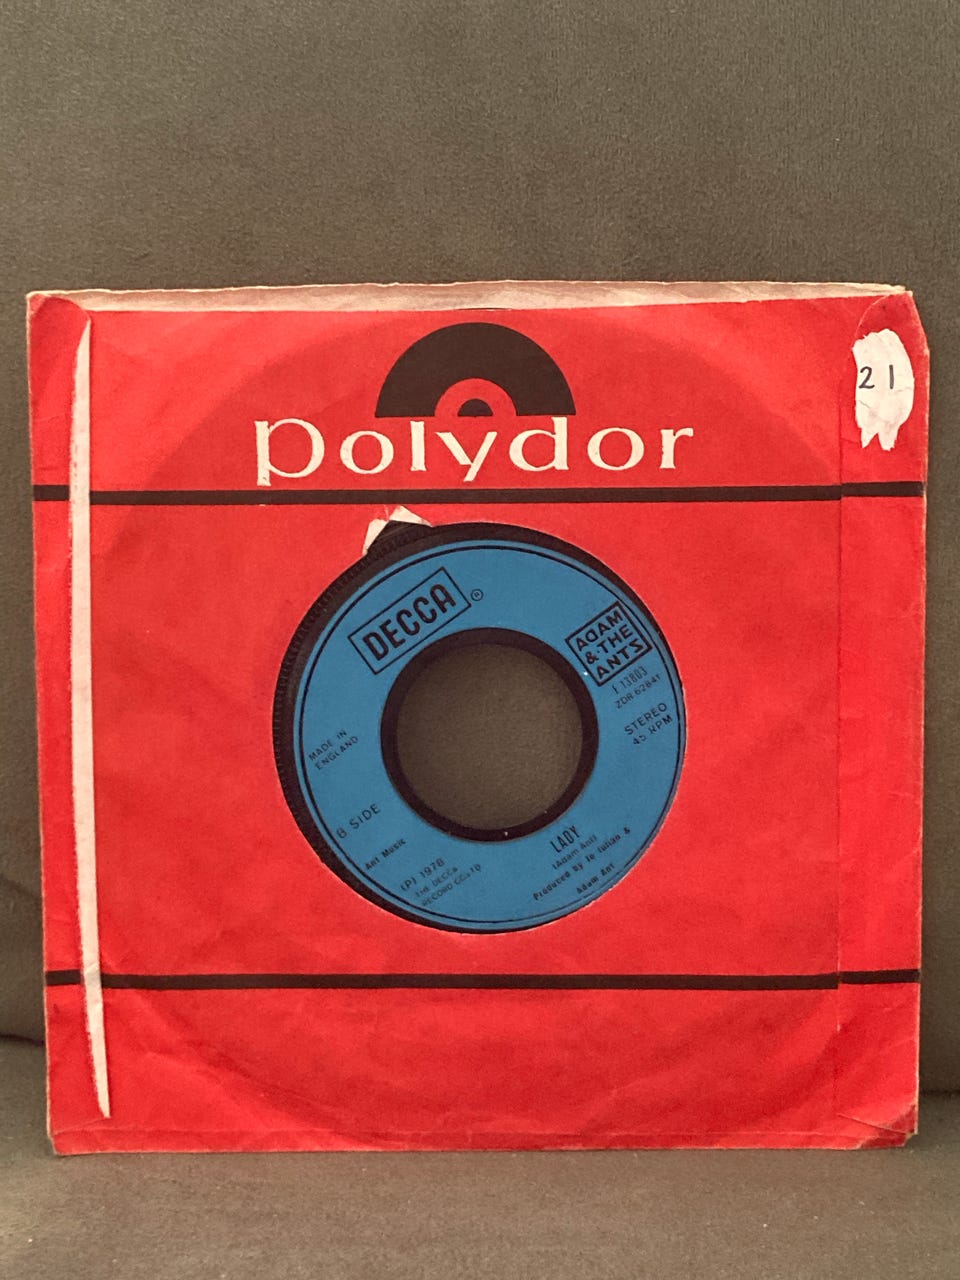 polydor
21
DECCA ®
ADAM
& THE
ANTS
F 13803
ZDR 62841
STEREO
45 RPM
MADE IN
ENGLAND
B SIDE
Ant Music
(P) 1978
THE DECCA
RECORD CO LTD
LADY
(Adam Ant)
Produced by Jo Julian &
Adam Ant